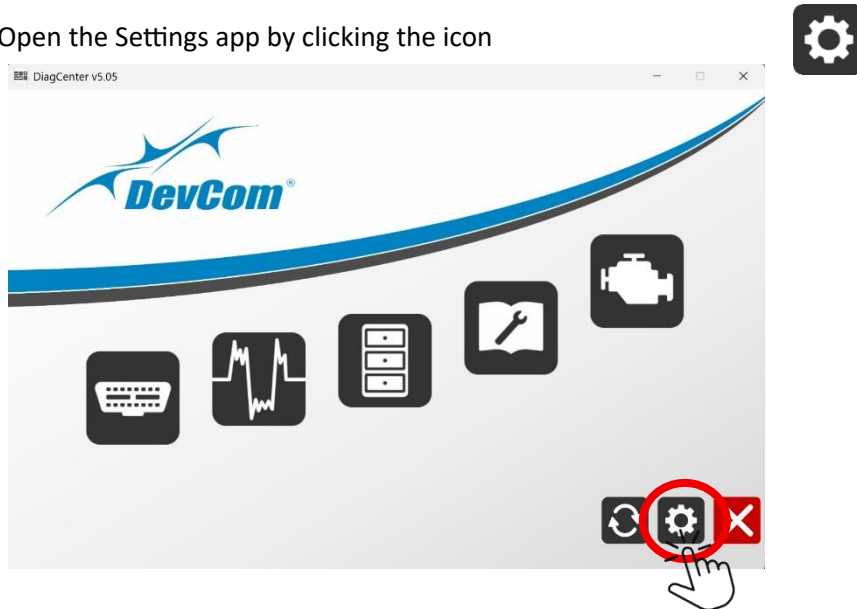 Open the Settings app by clicking the icon
DiagCenter v5.05
DevCom®